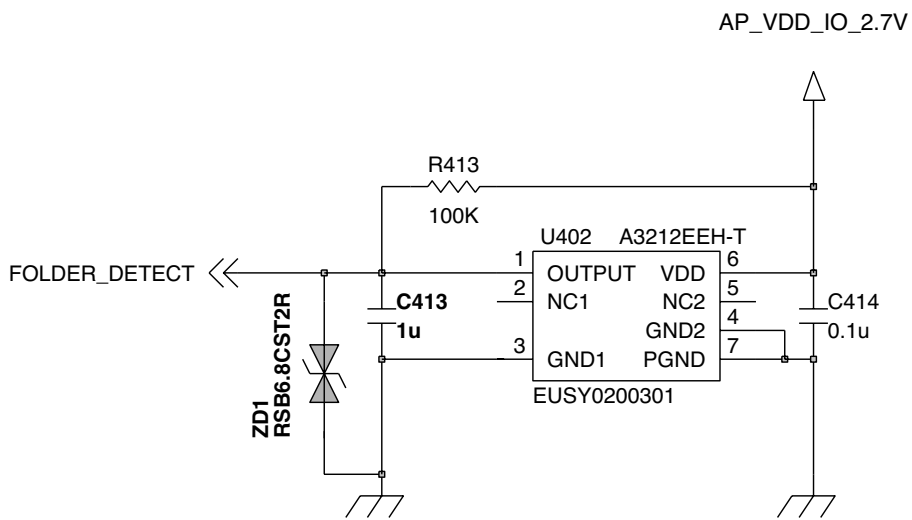 AP_VDD_IO_2.7V
R413
100K
U402 A3212EEH-T
FOLDER_DETECT
1 OUTPUT VDD 6
2 NC1 NC2 5
GND2 4
3 GND1 PGND 7
EUSY0200301
C413
1u
C414
0.1u
ZD1
RSB6.8CST2R